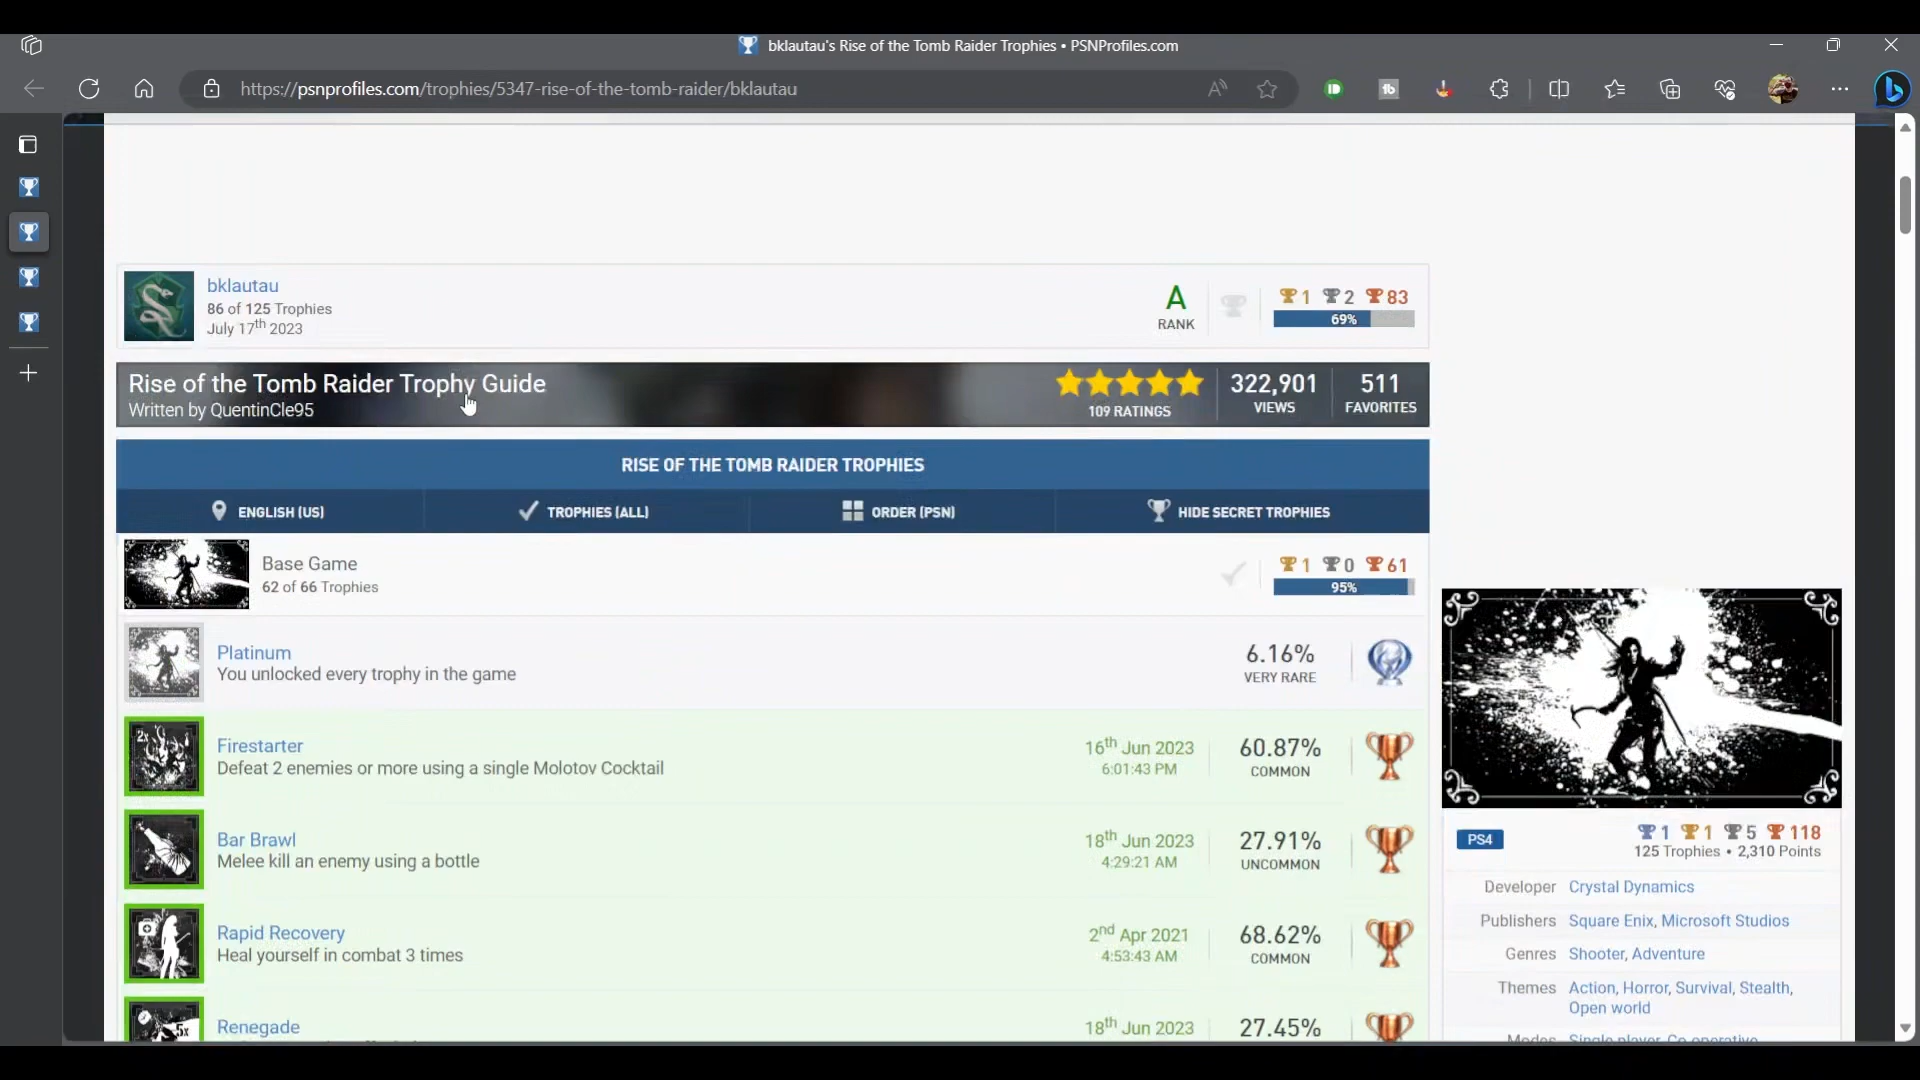 bklautau's Rise of the Tomb Raider Trophies • PSNProfiles.com
https://psnprofiles.com/trophies/5347-rise-of-the-tomb-raider/bklautau
bklautau
86 of 125 Trophies
July 17th 2023
A
RANK
1 2 83
69%
Rise of the Tomb Raider Trophy Guide
Written by QuentinCle95
109 RATINGS
322,901
VIEWS
511
FAVORITES
RISE OF THE TOMB RAIDER TROPHIES
ENGLISH (US)
TROPHIES (ALL)
ORDER (PSN)
HIDE SECRET TROPHIES
Base Game
62 of 66 Trophies
1 0 61
95%
Platinum
You unlocked every trophy in the game
6.16%
VERY RARE
2x
Firestarter
Defeat 2 enemies or more using a single Molotov Cocktail
16th Jun 2023
6:01:43 PM
60.87%
COMMON
Bar Brawl
Melee kill an enemy using a bottle
18th Jun 2023
4:29:21 AM
27.91%
UNCOMMON
Rapid Recovery
Heal yourself in combat 3 times
2nd Apr 2021
4:53:43 AM
68.62%
COMMON
5x
Renegade
18th Jun 2023
27.45%
PS4
1 1 5 118
125 Trophies • 2,310 Points
Developer Crystal Dynamics
Publishers Square Enix, Microsoft Studios
Genres Shooter, Adventure
Themes Action, Horror, Survival, Stealth,
Open world
Modes Single player, Co-operative